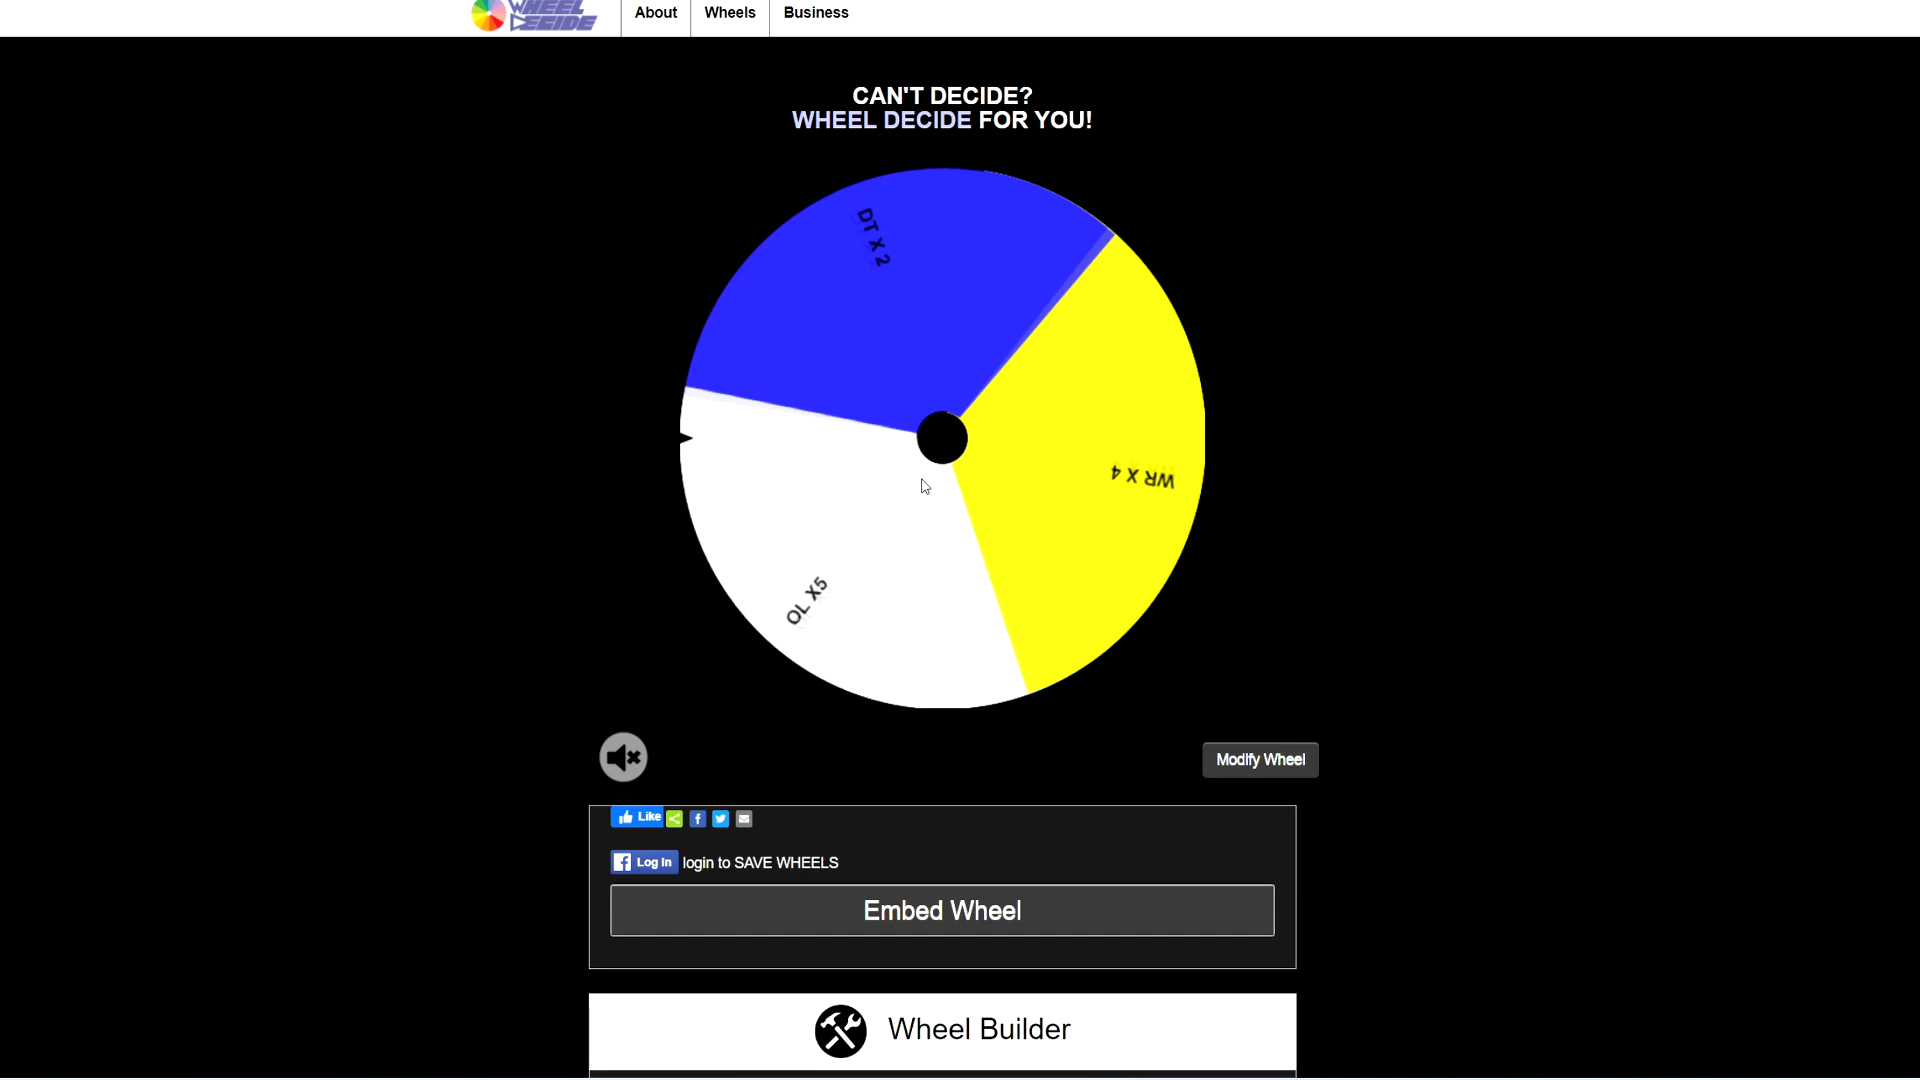 WHEEL
DECIDE
About
Wheels
Business
CAN'T DECIDE?
WHEEL DECIDE FOR YOU!
DT X 2
WR X 4
OL X5
Modify Wheel
Like
Log In login to SAVE WHEELS
Embed Wheel
Wheel Builder